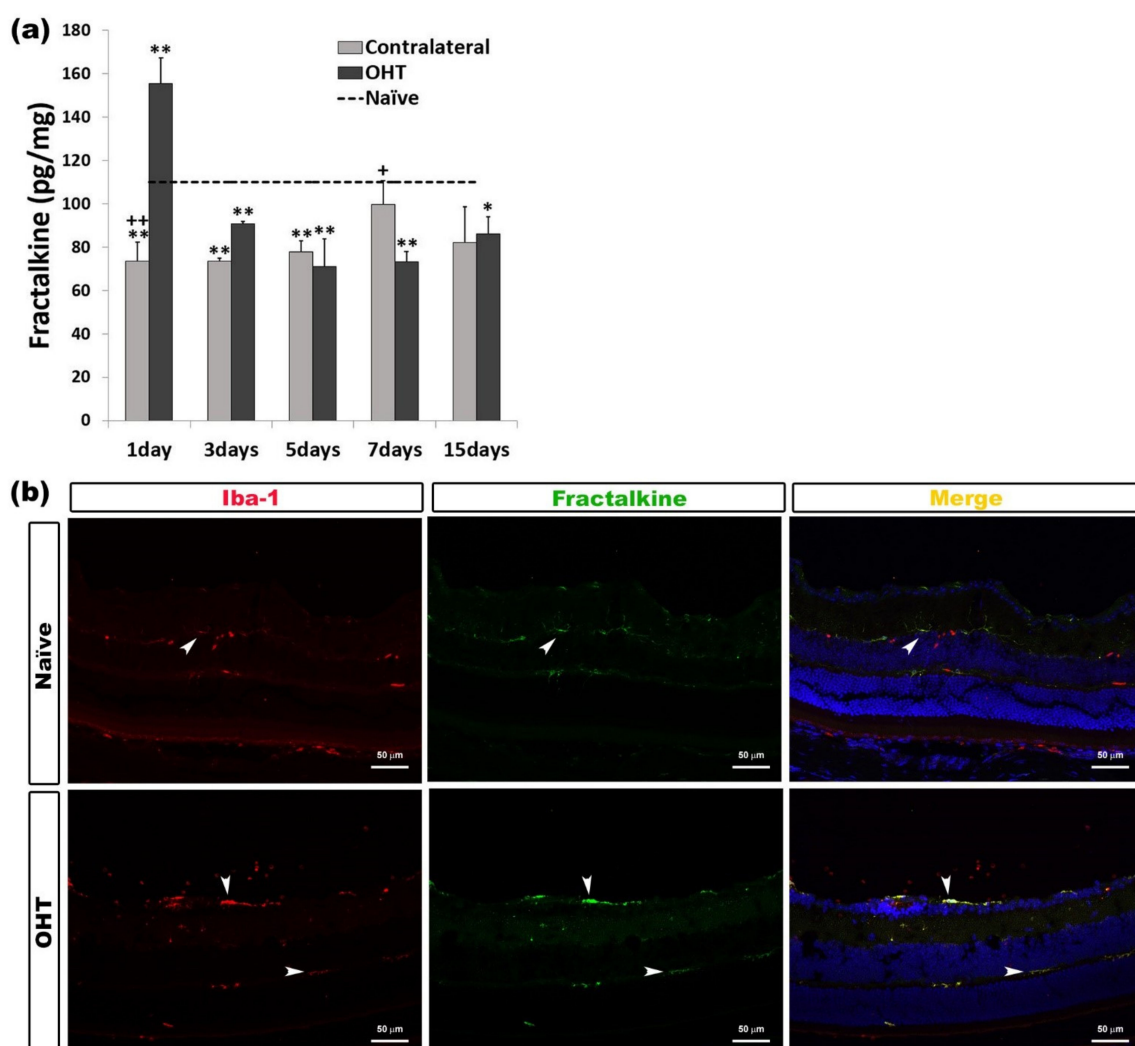 (a)
Fractalkine (pg/mg)
180
160
140
120
100
80
60
40
20
0
Contralateral
OHT
Naïve
**
++
**
**
**
**
**
+
**
*
1day 3days 5days 7days 15days
(b)
Iba-1 Fractalkine Merge
Naïve
50 µm 50 µm 50 µm
OHT
50 µm 50 µm 50 µm